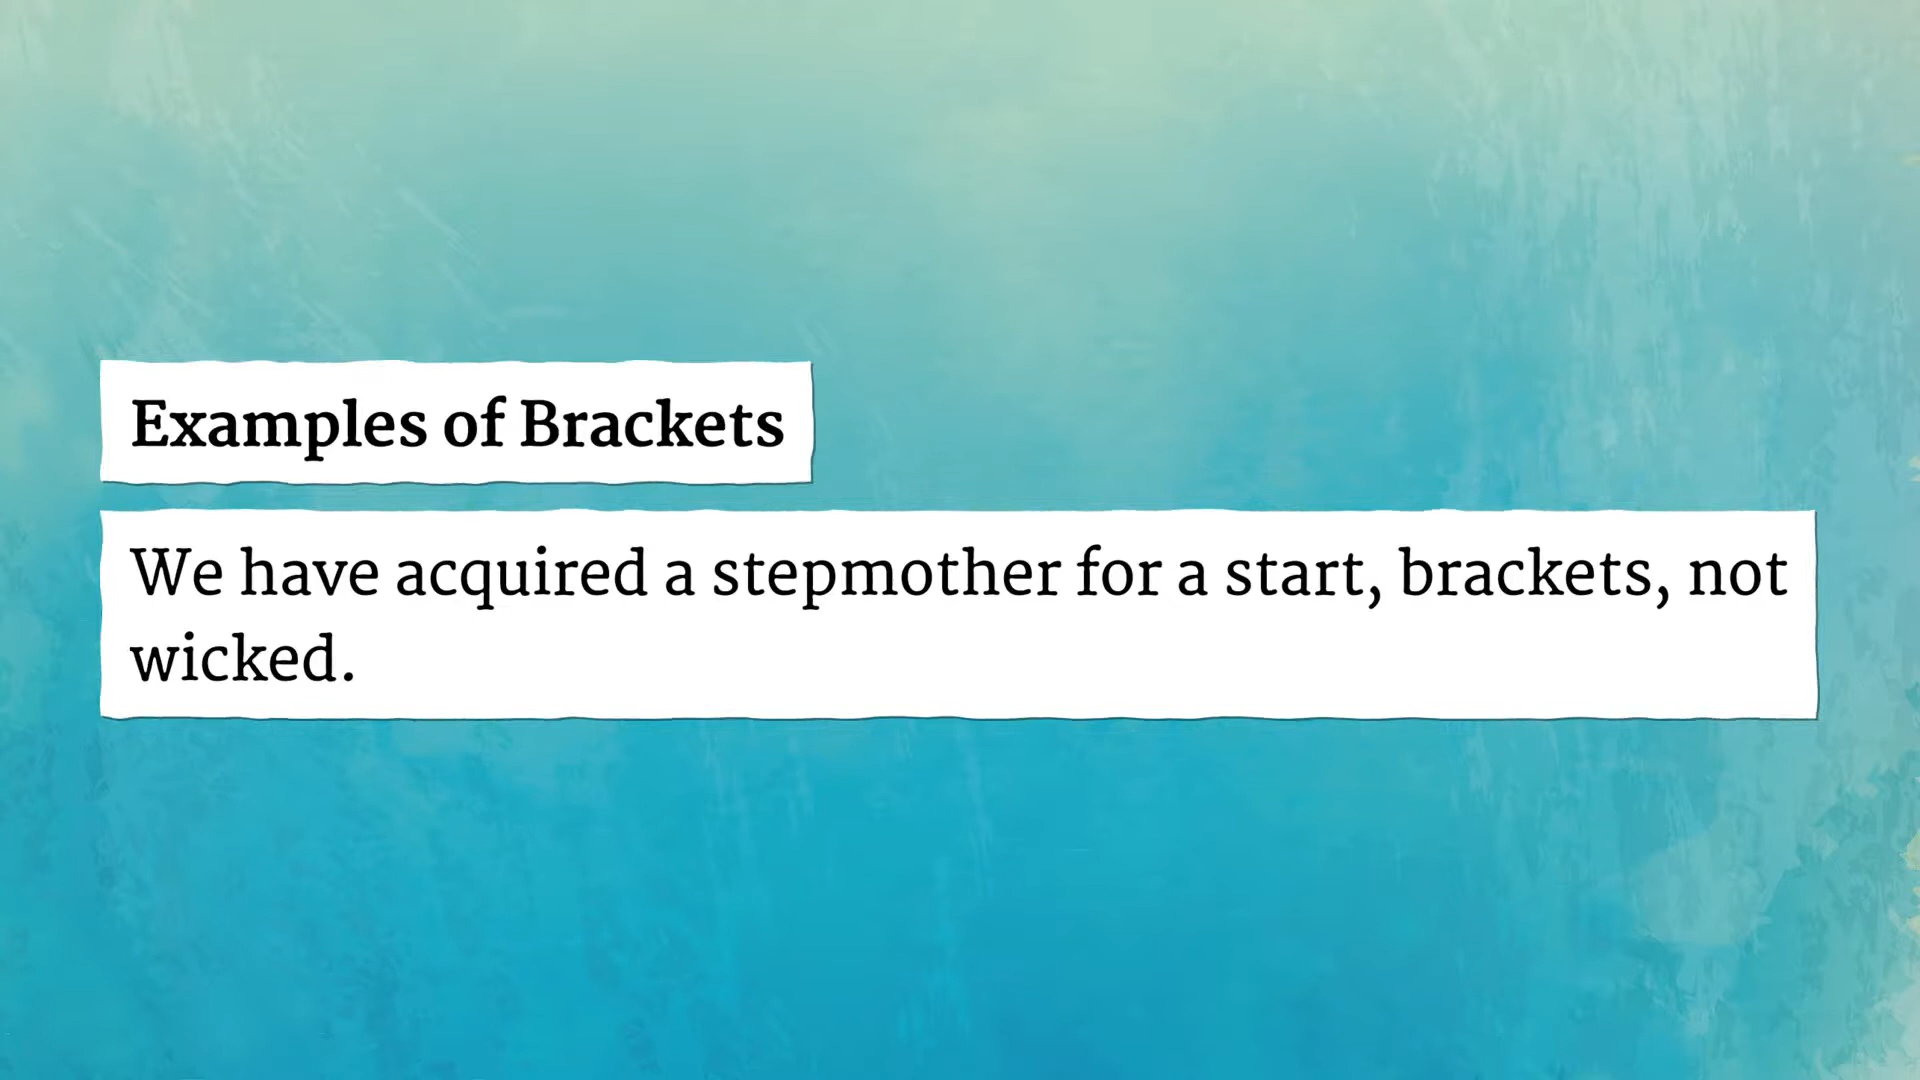 Examples of Brackets
We have acquired a stepmother for a start, brackets, not
wicked.